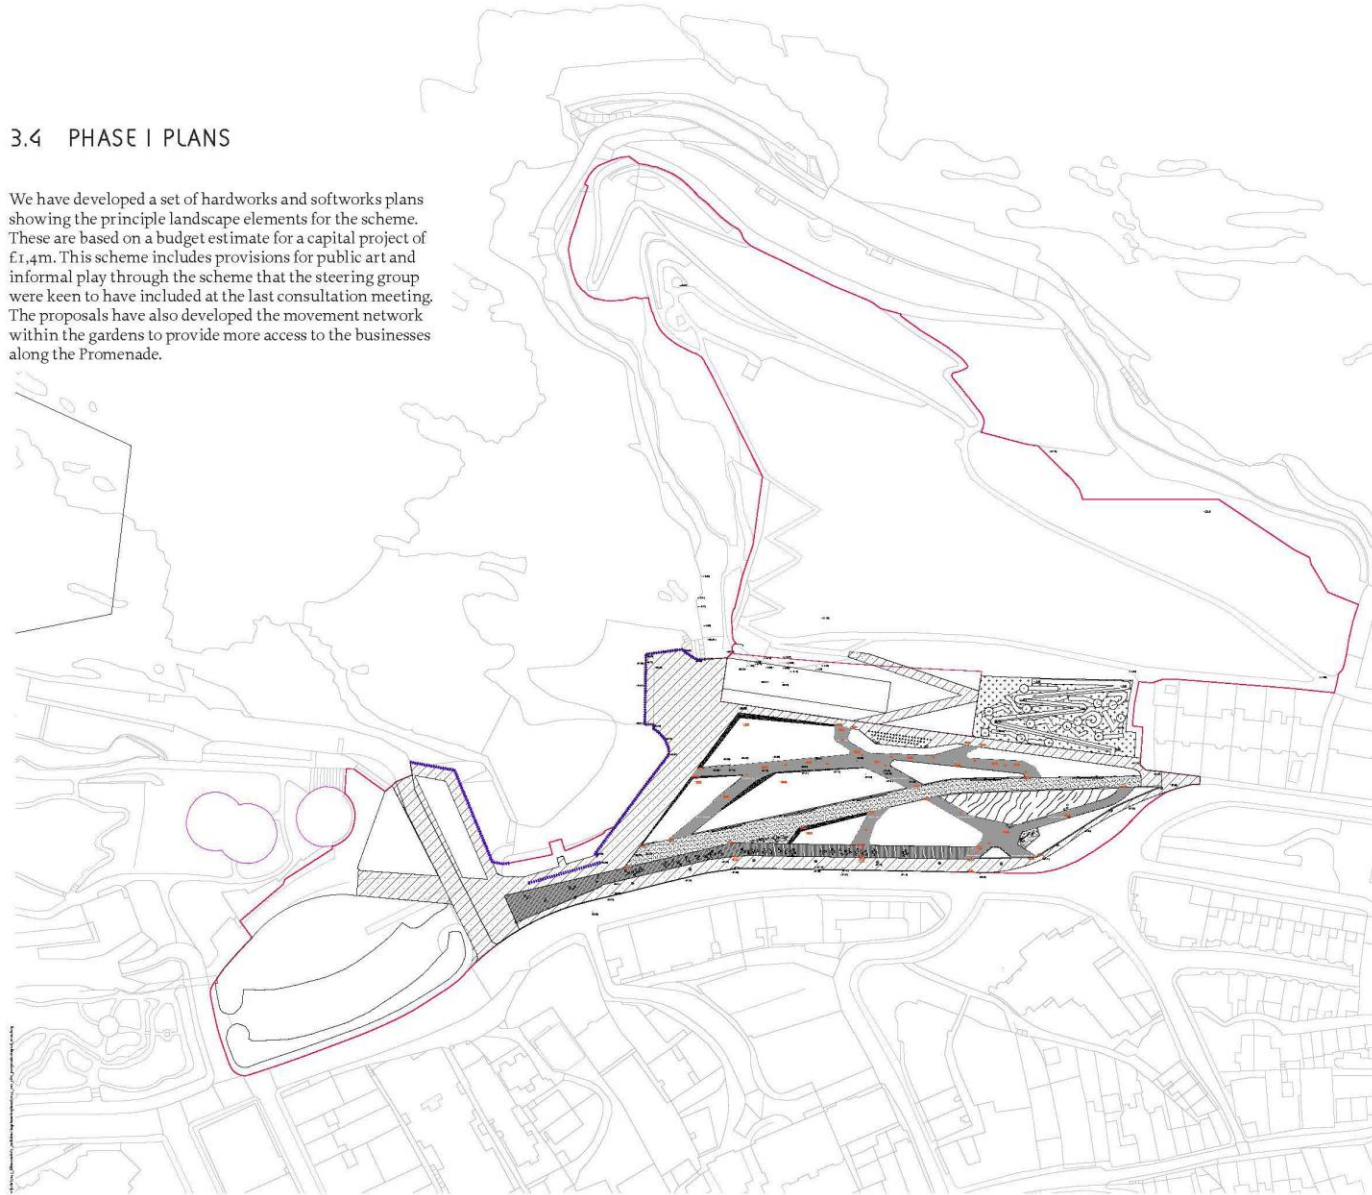 3.4 PHASE I PLANS
We have developed a set of hardworks and softworks plans
showing the principle landscape elements for the scheme.
These are based on a budget estimate for a capital project of
£1,4m. This scheme includes provisions for public art and
informal play through the scheme that the steering group
were keen to have included at the last consultation meeting.
The proposals have also developed the movement network
within the gardens to provide more access to the businesses
along the Promenade.